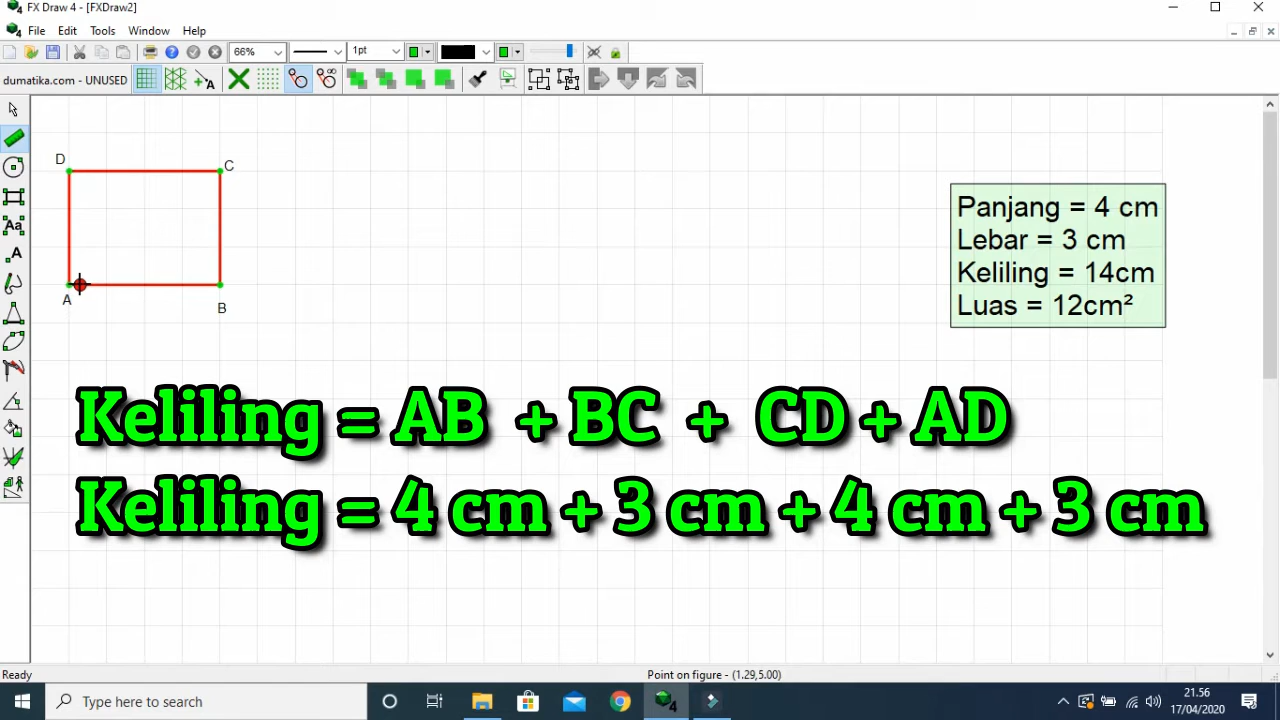 FX Draw 4 - [FXDraw2]
File Edit Tools Window Help
66% 1pt
dumatika.com - UNUSED
D
C
A
B
Panjang = 4 cm
Lebar = 3 cm
Keliling = 14cm
Luas = 12cm²
Keliling = AB + BC + CD + AD
Keliling = 4 cm + 3 cm + 4 cm + 3 cm
Ready Point on figure - (1.29,5.00)
Type here to search
21.56
17/04/2020